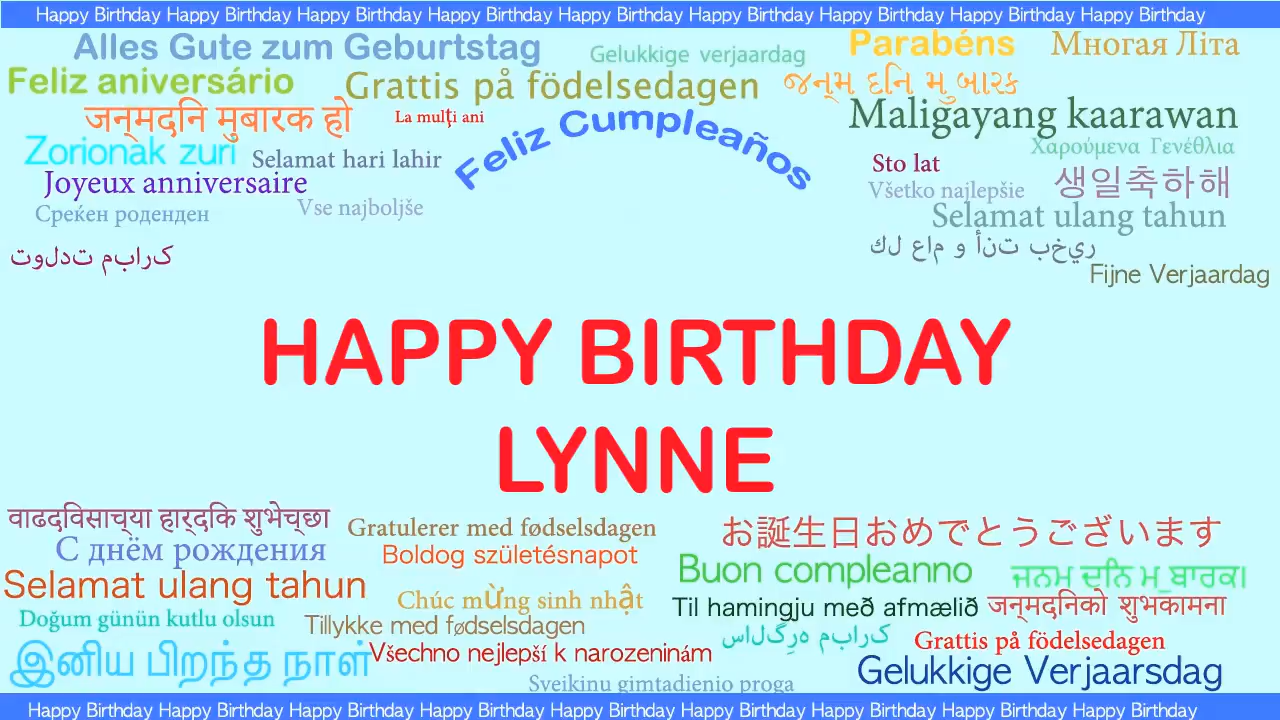 Happy Birthday Happy Birthday Happy Birthday Happy Birthday Happy Birthday Happy Birthday Happy Birthday Happy Birthday Happy Birthday
Alles Gute zum Geburtstag
Gelukkige verjaardag
Parabéns
Многая Літа
Feliz aniversário
Grattis på födelsedagen
જન્મ દિન મુબારક
जन्मदिन मुबारक हो
La mulţi ani
Feliz Cumpleaños
Maligayang kaarawan
Zorionak zuri
Selamat hari lahir
Χαρούμενα Γενέθλια
Joyeux anniversaire
Sto lat
Všetko najlepšie
생일축하해
Среќен роденден
Vse najboljše
Selamat ulang tahun
تولدت مبارک
كل عام و أنت بخير
Fijne Verjaardag
HAPPY BIRTHDAY
LYNNE
वाढदिवसाच्या हार्दिक शुभेच्छा
Gratulerer med fødselsdagen
お誕生日おめでとうございます
С днём рождения
Boldog születésnapot
Buon compleanno
ਜਨਮ ਦਿਨ ਮੁਬਾਰਕ।
Selamat ulang tahun
Chúc mừng sinh nhật
Til hamingju með afmælið
जन्मदिनको शुभकामना
Doğum günün kutlu olsun
Tillykke med fødselsdagen
سالگرہ مبارک
Grattis på födelsedagen
இனிய பிறந்த நாள்
Všechno nejlepší k narozeninám
Gelukkige Verjaarsdag
Sveikinu gimtadienio proga
Happy Birthday Happy Birthday Happy Birthday Happy Birthday Happy Birthday Happy Birthday Happy Birthday Happy Birthday Happy Birthday